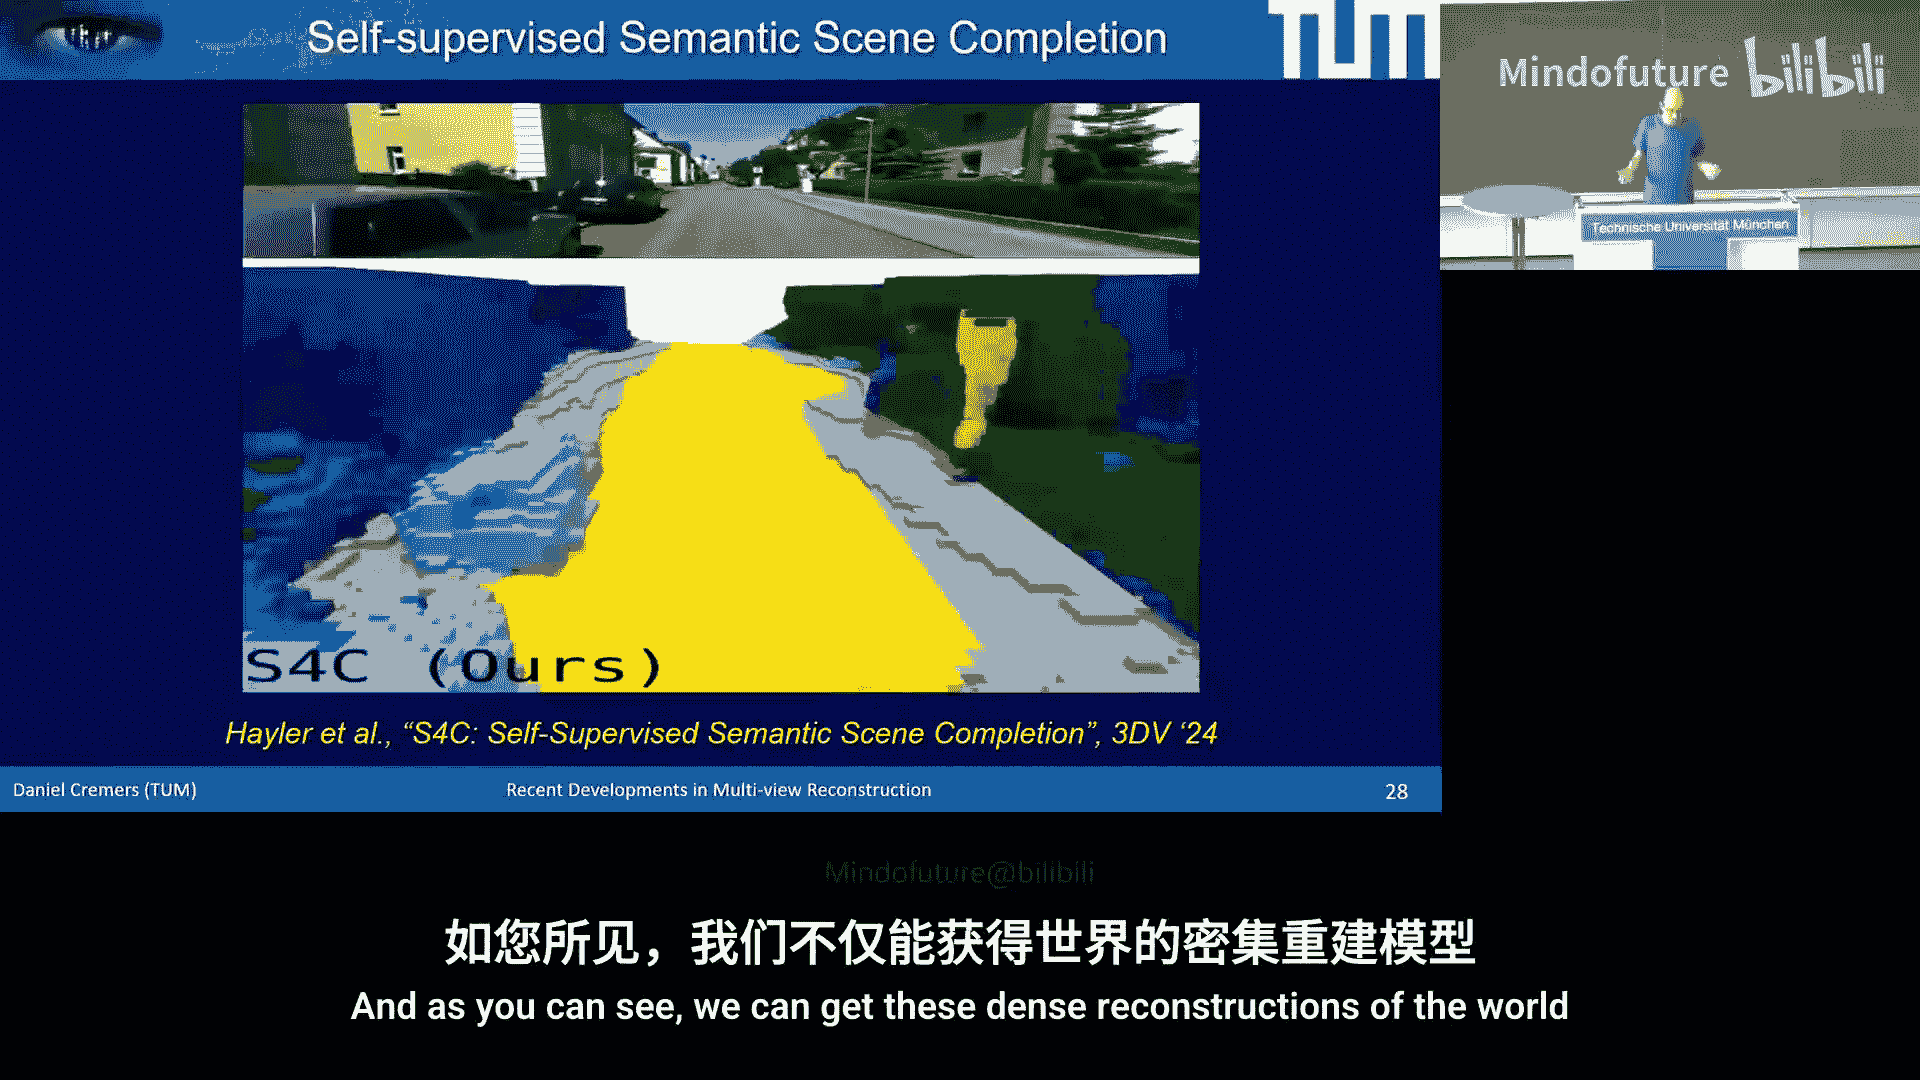 Self-supervised Semantic Scene Completion
TUM
Mindofuture bilibili
Technische Universität München
S4C (Ours)
Hayler et al., “S4C: Self-Supervised Semantic Scene Completion”, 3DV ‘24
Daniel Cremers (TUM)
Recent Developments in Multi-view Reconstruction
28
Mindofuture@bilibili
如您所见，我们不仅能获得世界的密集重建模型
And as you can see, we can get these dense reconstructions of the world